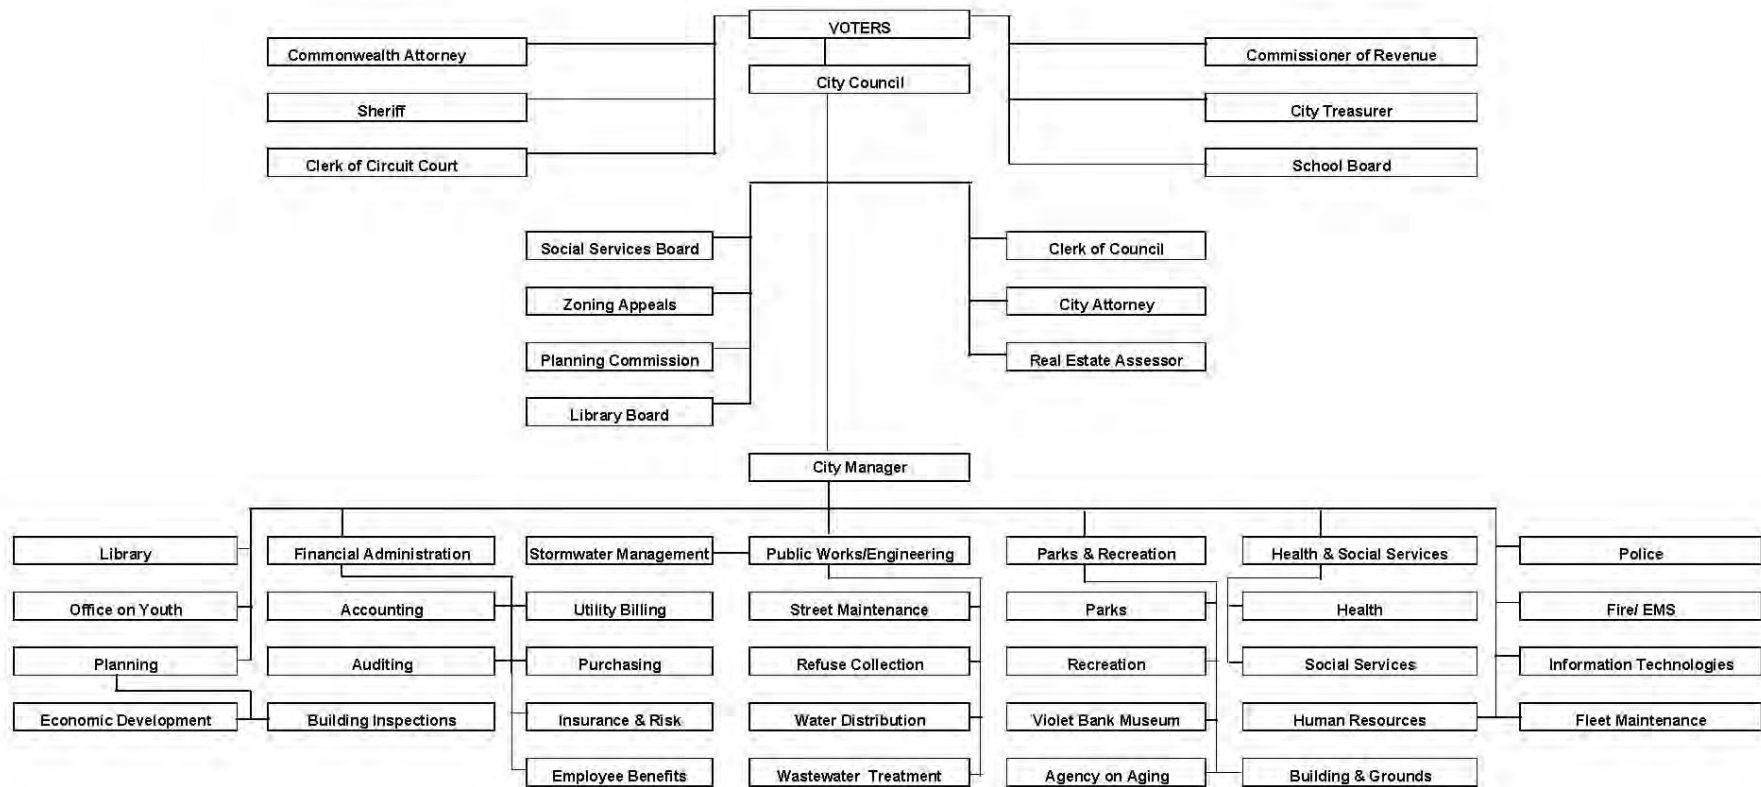 VOTERS
Commonwealth Attorney
Commissioner of Revenue
City Council
Sheriff
City Treasurer
Clerk of Circuit Court
School Board
Social Services Board
Clerk of Council
Zoning Appeals
City Attorney
Planning Commission
Real Estate Assessor
Library Board
City Manager
Library
Financial Administration
Stormwater Management
Public Works/Engineering
Parks & Recreation
Health & Social Services
Police
Office on Youth
Accounting
Utility Billing
Street Maintenance
Parks
Health
Fire/ EMS
Planning
Auditing
Purchasing
Refuse Collection
Recreation
Social Services
Information Technologies
Economic Development
Building Inspections
Insurance & Risk
Water Distribution
Violet Bank Museum
Human Resources
Fleet Maintenance
Employee Benefits
Wastewater Treatment
Agency on Aging
Building & Grounds